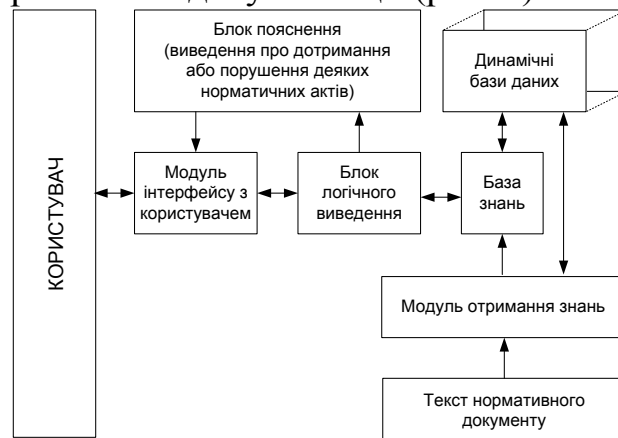 Блок пояснення
(виведення про дотримання
або порушення деяких
норматичних актів)
Динамічні
бази даних
КОРИСТУВАЧ
Модуль
інтерфейсу з
користувачем
Блок
логічного
виведення
База
знань
Модуль отримання знань
Текст нормативного
документу